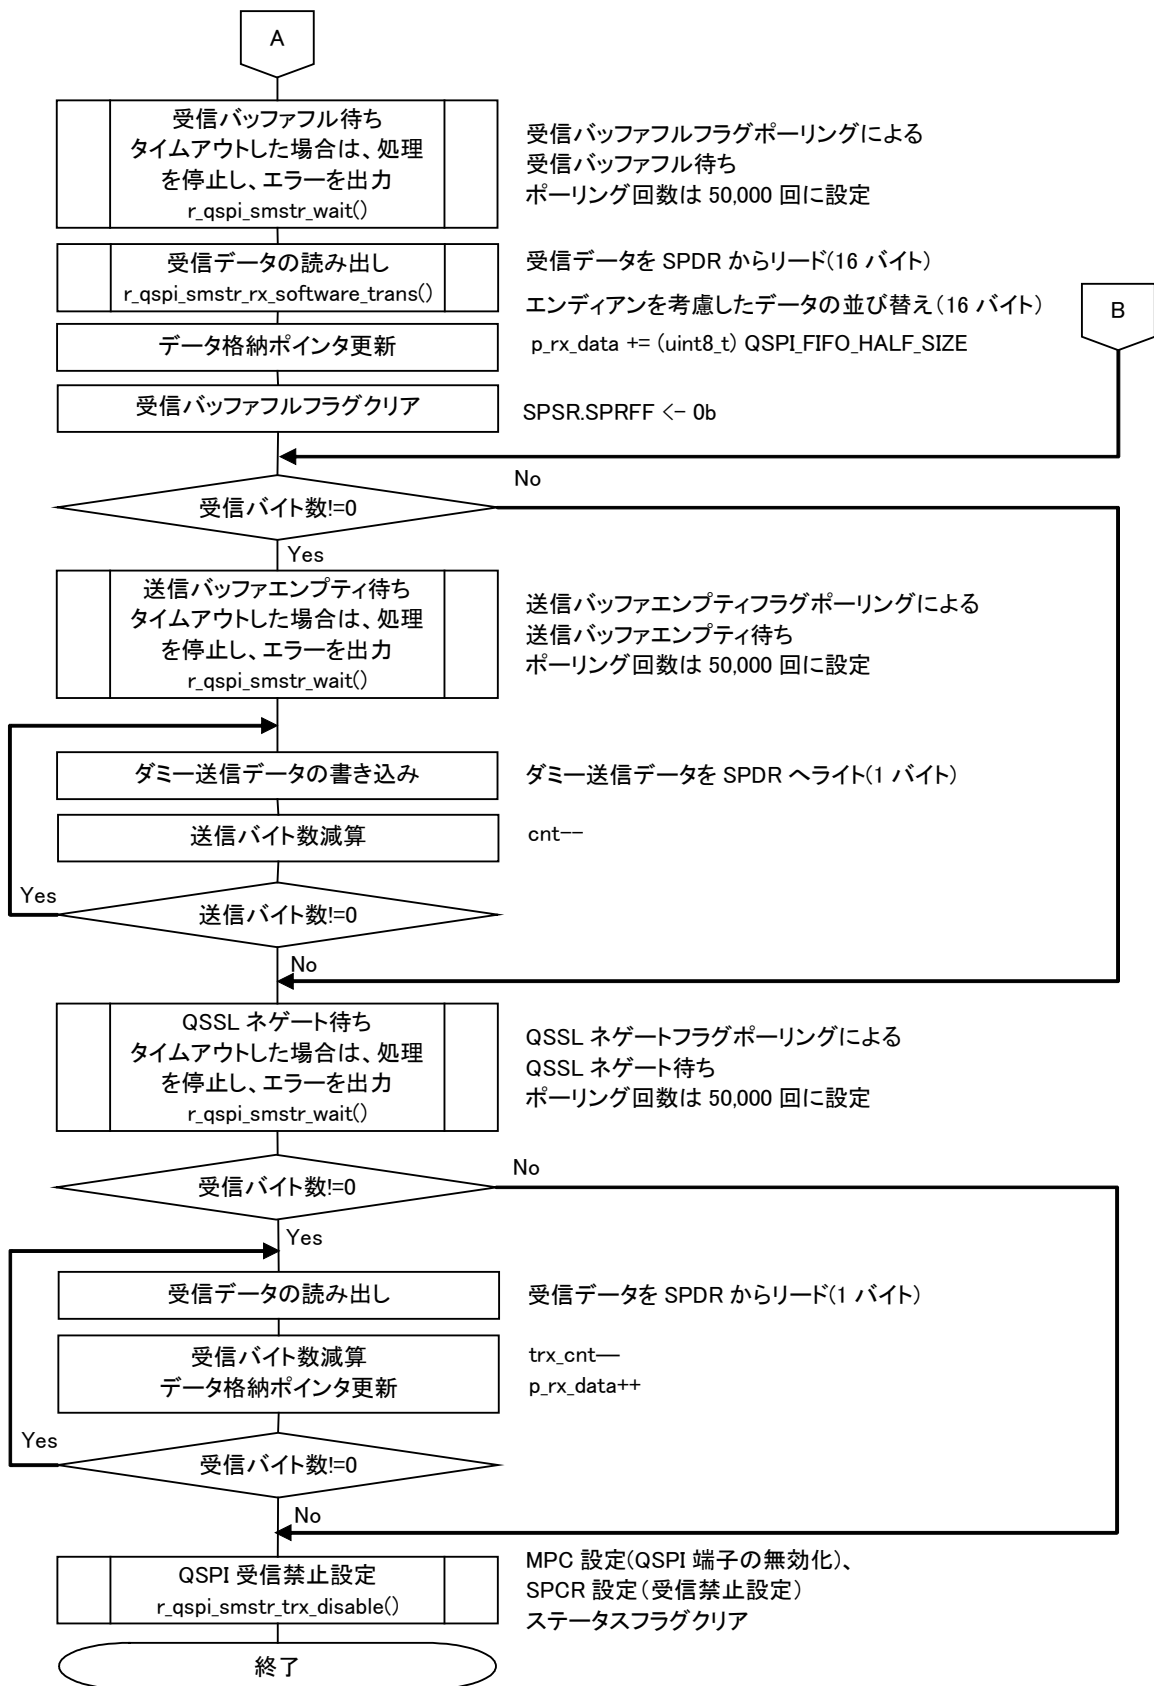 A
受信バッファフル待ち
タイムアウトした場合は、処理
を停止し、エラーを出力
r_qspi_smstr_wait()
受信バッファフルフラグポーリングによる
受信バッファフル待ち
ポーリング回数は 50,000 回に設定
受信データの読み出し
r_qspi_smstr_rx_software_trans()
受信データを SPDR からリード(16 バイト)
エンディアンを考慮したデータの並び替え(16 バイト)
B
データ格納ポインタ更新
p_rx_data += (uint8_t) QSPI_FIFO_HALF_SIZE
受信バッファフルフラグクリア
SPSR.SPRFF <- 0b
No
受信バイト数!=0
Yes
送信バッファエンプティ待ち
タイムアウトした場合は、処理
を停止し、エラーを出力
r_qspi_smstr_wait()
送信バッファエンプティフラグポーリングによる
送信バッファエンプティ待ち
ポーリング回数は 50,000 回に設定
ダミー送信データの書き込み
ダミー送信データを SPDR へライト(1 バイト)
送信バイト数減算
cnt--
Yes
送信バイト数!=0
No
QSSL ネゲート待ち
タイムアウトした場合は、処理
を停止し、エラーを出力
r_qspi_smstr_wait()
QSSL ネゲートフラグポーリングによる
QSSL ネゲート待ち
ポーリング回数は 50,000 回に設定
No
受信バイト数!=0
Yes
受信データの読み出し
受信データを SPDR からリード(1 バイト)
受信バイト数減算
データ格納ポインタ更新
trx_cnt—
p_rx_data++
Yes
受信バイト数!=0
No
QSPI 受信禁止設定
r_qspi_smstr_trx_disable()
MPC 設定(QSPI 端子の無効化)、
SPCR 設定(受信禁止設定)
ステータスフラグクリア
終了